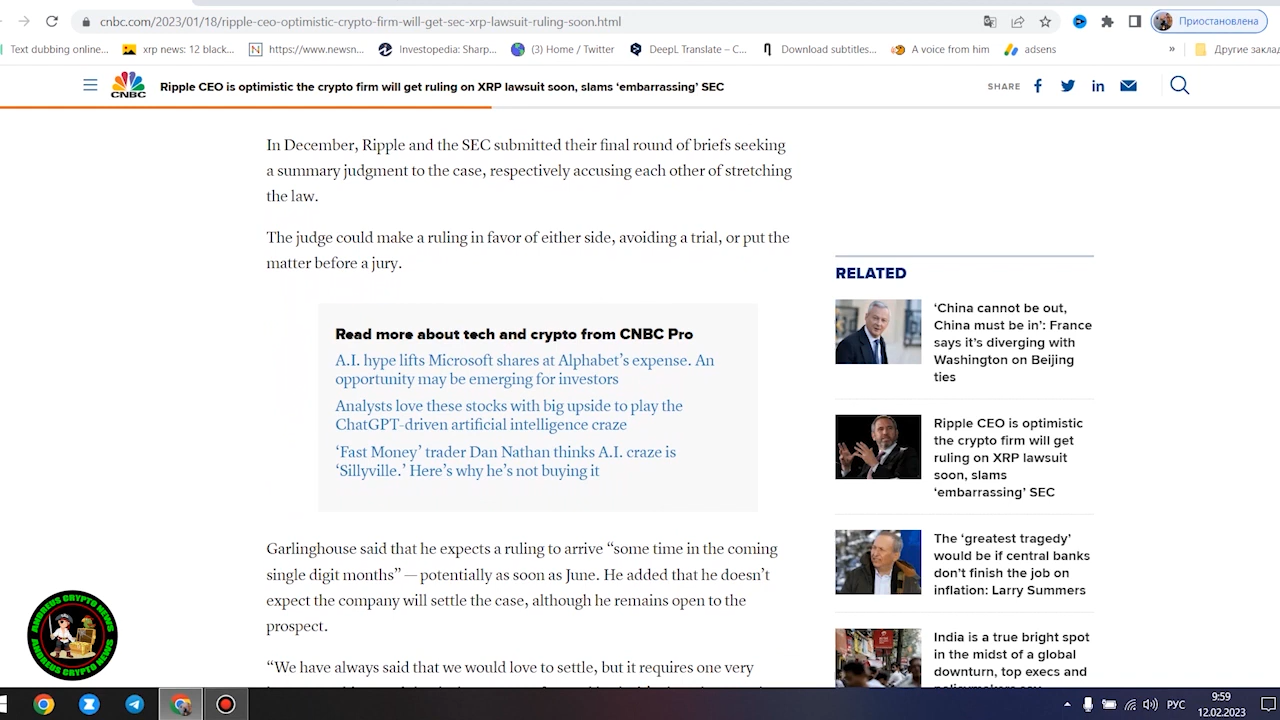 cnbc.com/2023/01/18/ripple-ceo-optimistic-crypto-firm-will-get-sec-xrp-lawsuit-ruling-soon.html
Приостановлена
Text dubbing online...
xrp news: 12 black...
https://www.newsn...
Investopedia: Sharp...
(3) Home / Twitter
DeepL Translate – C...
Download subtitles...
A voice from him
adsens
»
Другие закла
CNBC
Ripple CEO is optimistic the crypto firm will get ruling on XRP lawsuit soon, slams ‘embarrassing’ SEC
SHARE
In December, Ripple and the SEC submitted their final round of briefs seeking
a summary judgment to the case, respectively accusing each other of stretching
the law.
The judge could make a ruling in favor of either side, avoiding a trial, or put the
matter before a jury.
Read more about tech and crypto from CNBC Pro
A.I. hype lifts Microsoft shares at Alphabet’s expense. An
opportunity may be emerging for investors
Analysts love these stocks with big upside to play the
ChatGPT-driven artificial intelligence craze
‘Fast Money’ trader Dan Nathan thinks A.I. craze is
‘Sillyville.’ Here’s why he’s not buying it
Garlinghouse said that he expects a ruling to arrive “some time in the coming
single digit months” — potentially as soon as June. He added that he doesn’t
expect the company will settle the case, although he remains open to the
prospect.
“We have always said that we would love to settle, but it requires one very
RELATED
‘China cannot be out,
China must be in’: France
says it’s diverging with
Washington on Beijing
ties
Ripple CEO is optimistic
the crypto firm will get
ruling on XRP lawsuit
soon, slams
‘embarrassing’ SEC
The ‘greatest tragedy’
would be if central banks
don’t finish the job on
inflation: Larry Summers
India is a true bright spot
in the midst of a global
downturn, top execs and
ANDREUS CRYPTO NEWS
ANDREUS CRYPTO NEWS
РУС
9:59
12.02.2023